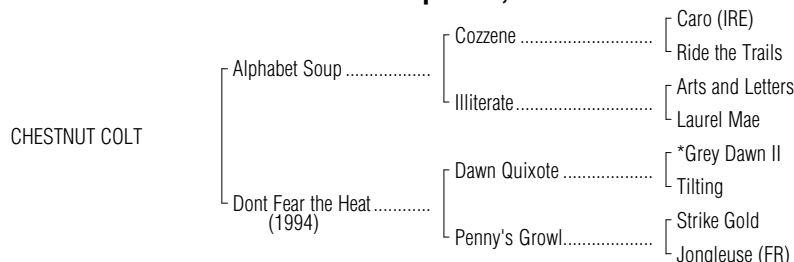 Caro (IRE)
Cozzene ............................
Ride the Trails
Alphabet Soup ..................
Arts and Letters
Illiterate.............................
Laurel Mae
CHESTNUT COLT
*Grey Dawn II
Dawn Quixote ...................
Tilting
Dont Fear the Heat............
(1994)
Strike Gold
Penny's Growl...................
Jongleuse (FR)